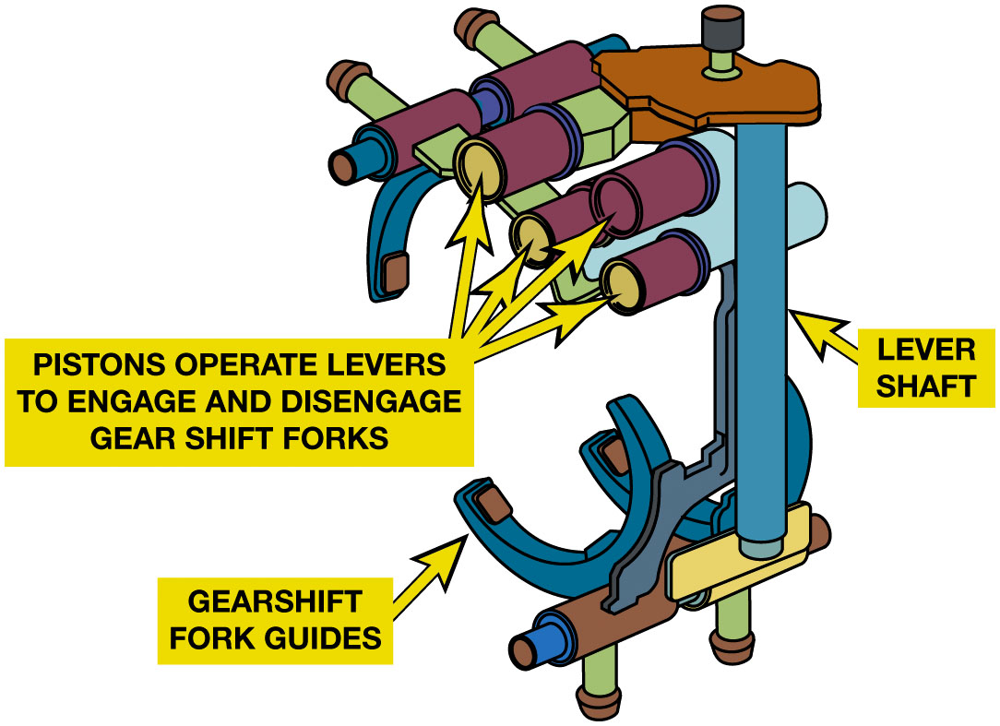 PISTONS OPERATE LEVERS
TO ENGAGE AND DISENGAGE
GEAR SHIFT FORKS
LEVER
SHAFT
GEARSHIFT
FORK GUIDES